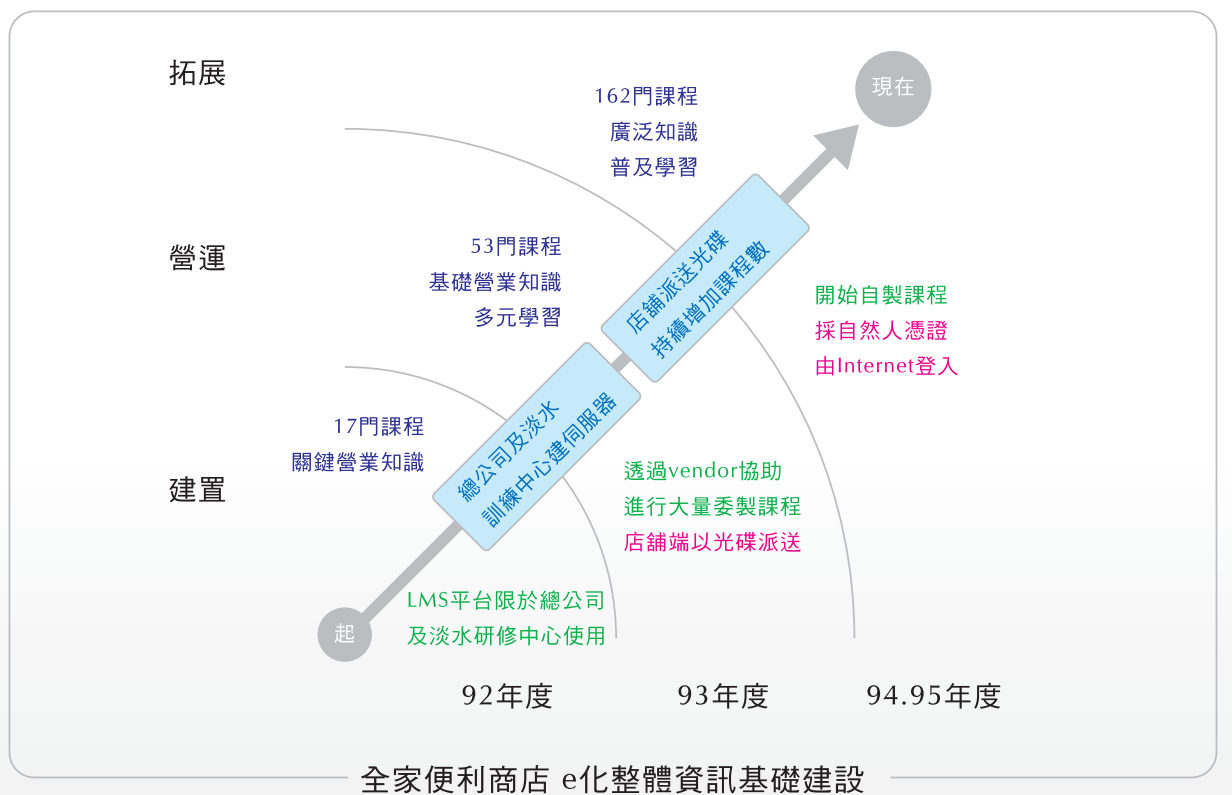 拓展
現在
162門課程
廣泛知識
普及學習
營運
53門課程
基礎營業知識
多元學習
店舖派送光碟
持續增加課程數
開始自製課程
採自然人憑證
由Internet登入
17門課程
關鍵營業知識
建置
總公司及淡水
訓練中心建伺服器
透過vendor協助
進行大量委製課程
店舖端以光碟派送
起
LMS平台限於總公司
及淡水研修中心使用
92年度
93年度
94.95年度
全家便利商店 e化整體資訊基礎建設